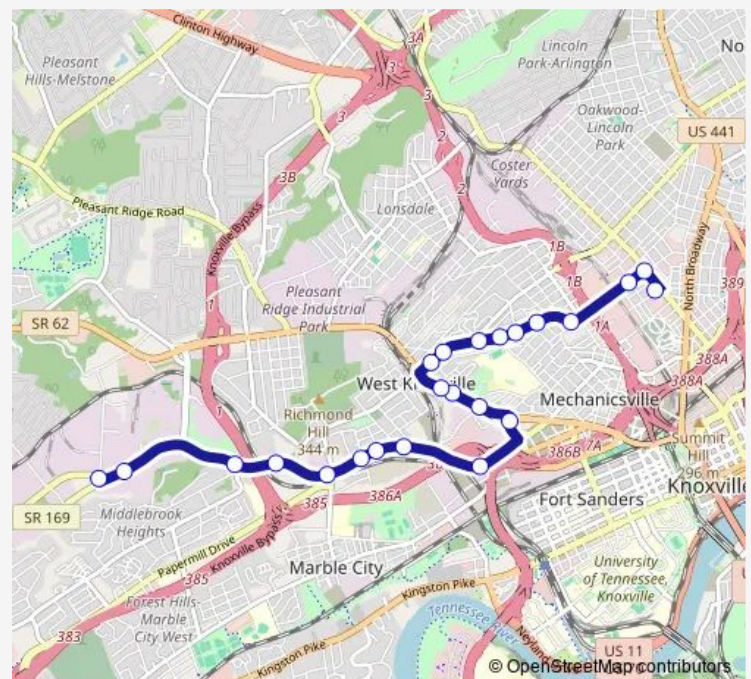 Clinton Highway
3A
3
Lincoln
Park-Arlington
No
Pleasant
Hills-Melstone
3
3
2
Oakwood-
Lincoln
Park
US 441
3B
Coster
Yards
2
Pleasant Ridge Road
Lonsdale
Knoxville Bypass
1B
North Broadway
389
1
Pleasant
Ridge Industrial
Park
1B
SR 62
1A
388A
West K
ville
388A
1
Richmond
Hill
344 m
Mechanicsville
7A
386B
Summit
Hill
296 m
Knoxville
385
386A
Fort Sanders
SR 169
Middlebrook
Heights
Papermill Drive
Knoxville Bypass
Marble City
University
of Tennessee,
Knoxville
385
Kingston Pike
383
Forest Hills-
Marble
City West
Tennessee River
Neyland
Kingston Pike
US 11
© OpenStreetMap contributors